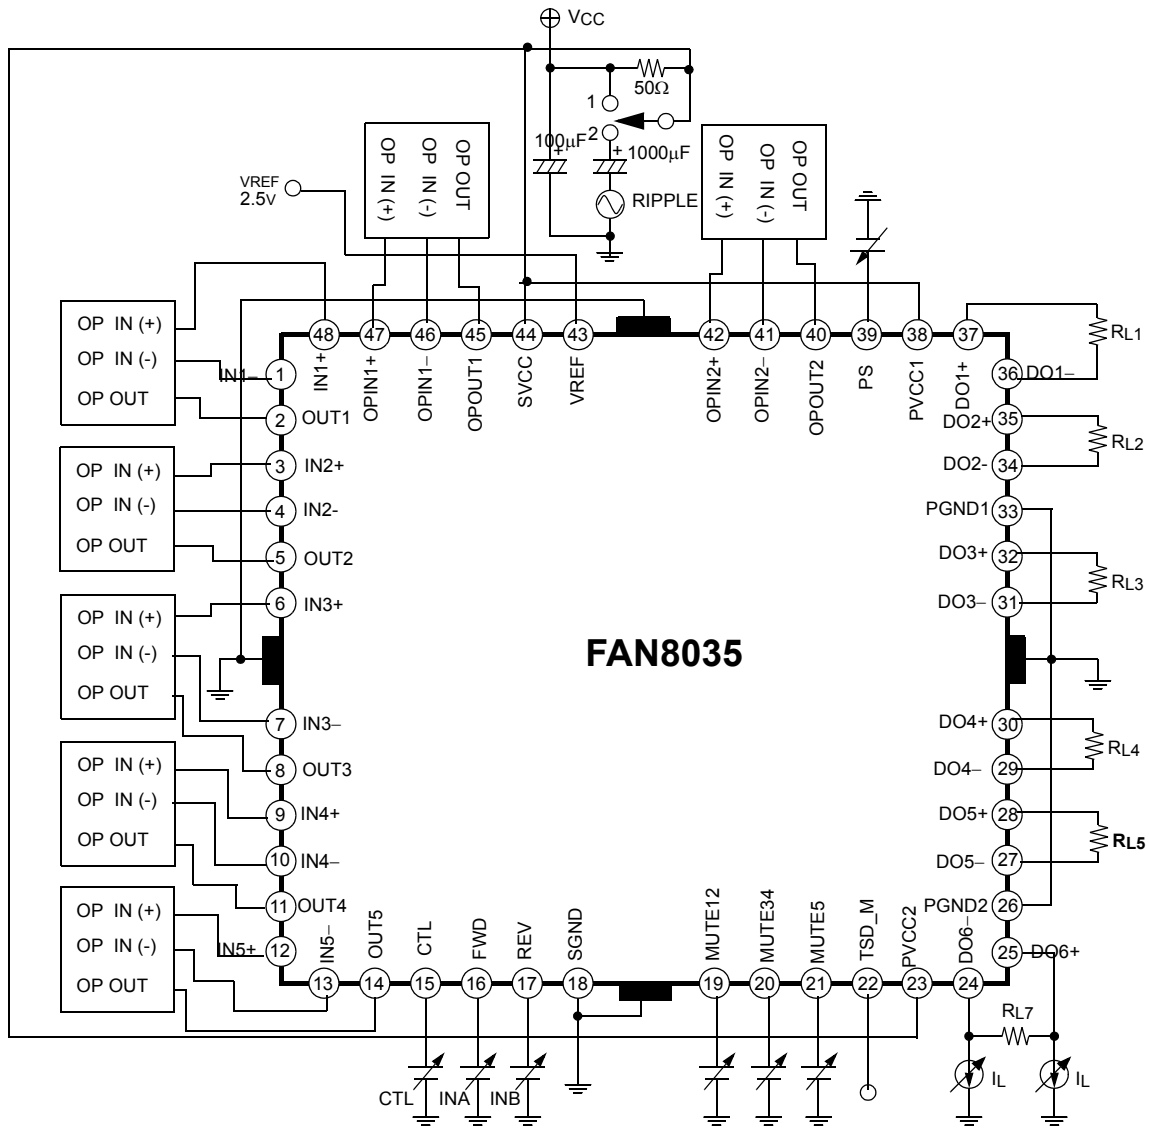 VCC
50Ω
1
2
100μF
+
+
1000μF
RIPPLE
VREF
2.5V
OP IN (+)
OP IN (-)
OP OUT
OP IN (+)
OP IN (-)
OP OUT
48 47 46 45 44 43 42 41 40 39 38 37
IN1+
OPIN1+
OPIN1–
OPOUT1
SVCC
VREF
OPIN2+
OPIN2–
OPOUT2
PS
PVCC1
DO1+
OP IN (+)
OP IN (-)
OP OUT
IN1– 1
2 OUT1
OP IN (+)
OP IN (-)
OP OUT
3 IN2+
4 IN2-
5 OUT2
OP IN (+)
OP IN (-)
OP OUT
6 IN3+
7 IN3–
8 OUT3
OP IN (+)
OP IN (-)
OP OUT
9 IN4+
10 IN4–
11 OUT4
OP IN (+)
OP IN (-)
OP OUT
IN5+ 12
FAN8035
36 DO1–
RL1
DO2+ 35
DO2- 34
RL2
PGND1 33
DO3+ 32
DO3– 31
RL3
DO4+ 30
DO4– 29
RL4
DO5+ 28
DO5– 27
RL5
PGND2 26
25 DO6+
IN5–
OUT5
CTL
FWD
REV
SGND
MUTE12
MUTE34
MUTE5
TSD_M
PVCC2
DO6–
13 14 15 16 17 18 19 20 21 22 23 24
RL7
CTL
INA
INB
IL
IL